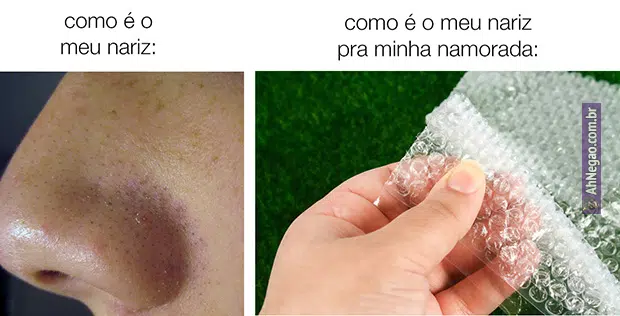 como é o
meu nariz:
como é o meu nariz
pra minha namorada:
AhNegao.com.br